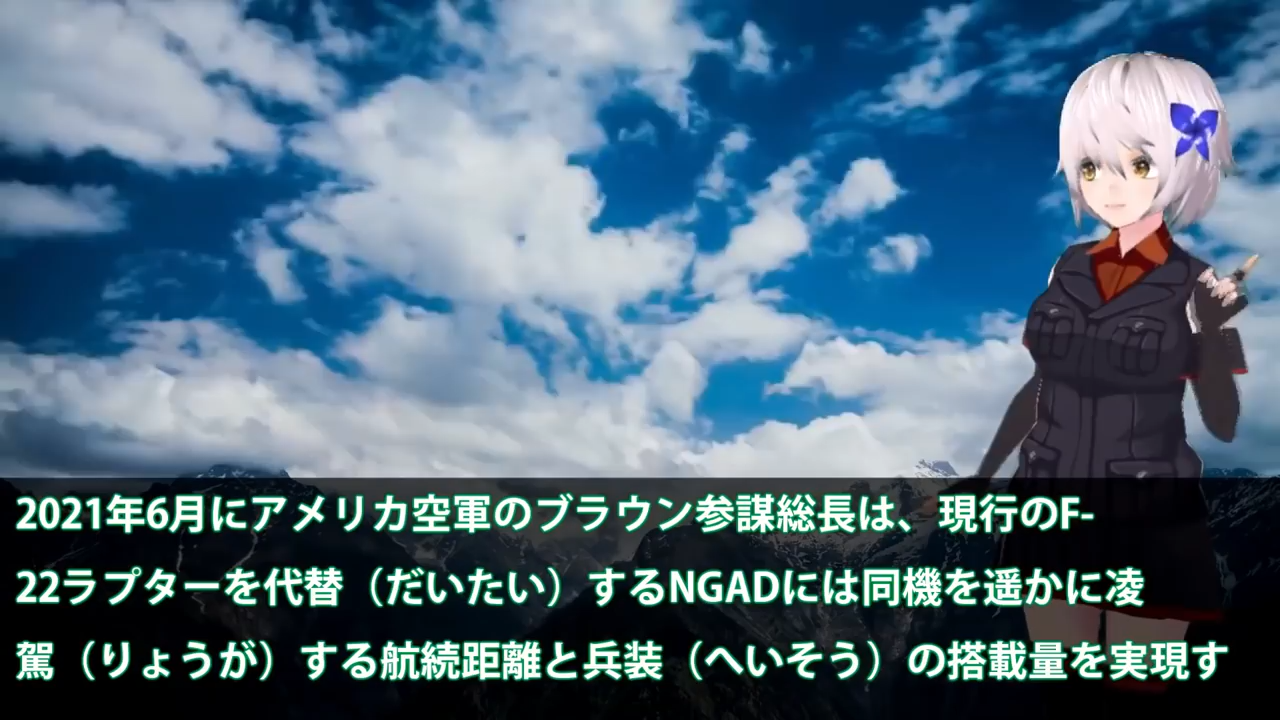 2021年6月にアメリカ空軍のブラウン参謀総長は、現行のF-
22ラプターを代替（だいたい）するNGADには同機を遥かに凌
駕（りょうが）する航続距離と兵装（へいそう）の搭載量を実現す